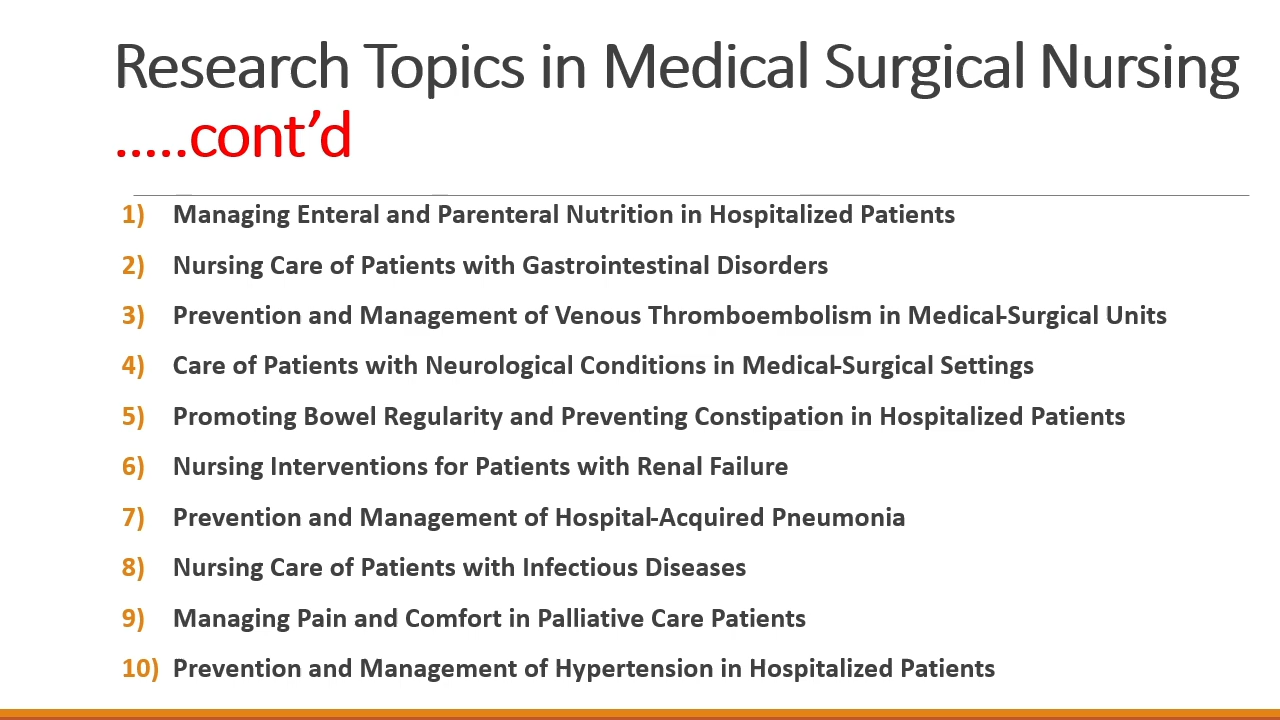 Research Topics in Medical Surgical Nursing
.....cont’d
1) Managing Enteral and Parenteral Nutrition in Hospitalized Patients
2) Nursing Care of Patients with Gastrointestinal Disorders
3) Prevention and Management of Venous Thromboembolism in Medical-Surgical Units
4) Care of Patients with Neurological Conditions in Medical-Surgical Settings
5) Promoting Bowel Regularity and Preventing Constipation in Hospitalized Patients
6) Nursing Interventions for Patients with Renal Failure
7) Prevention and Management of Hospital-Acquired Pneumonia
8) Nursing Care of Patients with Infectious Diseases
9) Managing Pain and Comfort in Palliative Care Patients
10) Prevention and Management of Hypertension in Hospitalized Patients